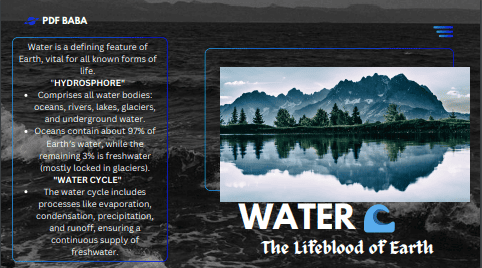 PDF BABA
Water is a defining feature of
Earth, vital for all known forms of
life.
"HYDROSPHORE"
• Comprises all water bodies:
oceans, rivers, lakes, glaciers,
and underground water.
• Oceans contain about 97% of
Earth's water, while the
remaining 3% is freshwater
(mostly locked in glaciers).
"WATER CYCLE"
• The water cycle includes
processes like evaporation,
condensation, precipitation,
and runoff, ensuring a
continuous supply of
freshwater.
WATER
The Lifeblood of Earth